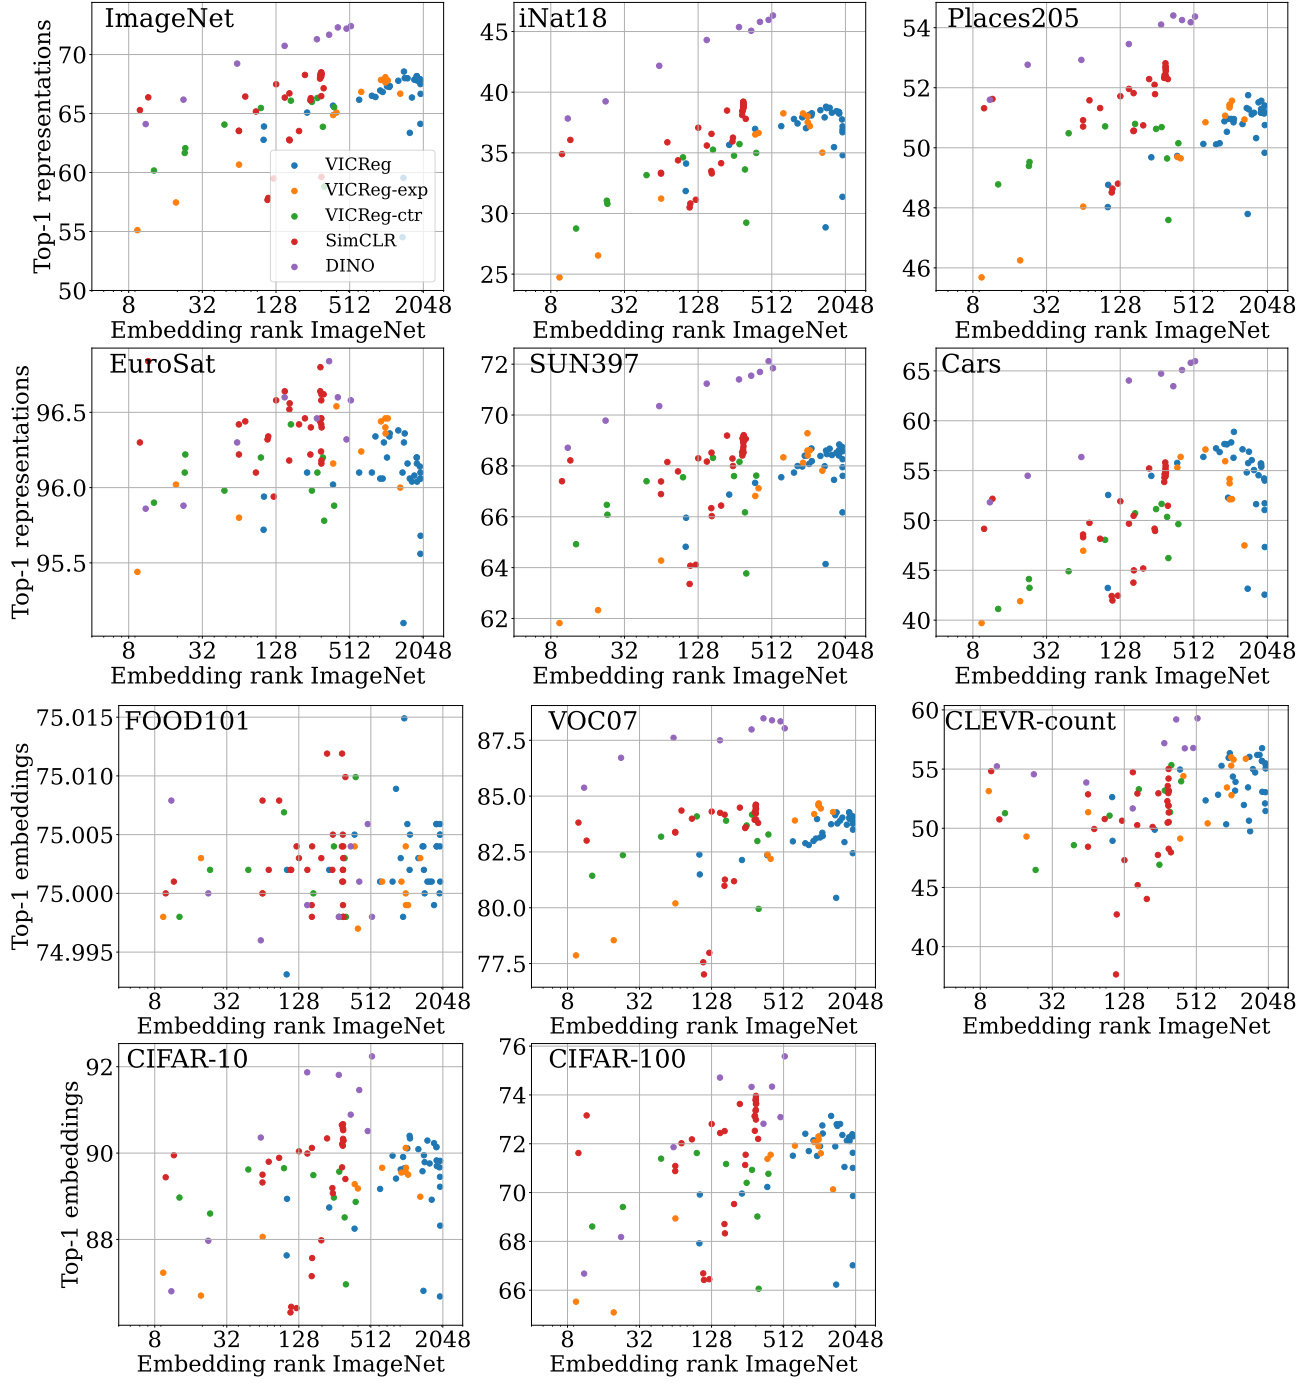 ImageNet
iNat18
Places205
Top-1 representations
70
65
60
55
50
VICReg
VICReg-exp
VICReg-ctr
SimCLR
DINO
8 32 128 512 2048
Embedding rank ImageNet
45
40
35
30
25
8 32 128 512 2048
Embedding rank ImageNet
54
52
50
48
46
8 32 128 512 2048
Embedding rank ImageNet
EuroSat
SUN397
Cars
Top-1 representations
96.5
96.0
95.5
8 32 128 512 2048
Embedding rank ImageNet
72
70
68
66
64
62
8 32 128 512 2048
Embedding rank ImageNet
65
60
55
50
45
40
8 32 128 512 2048
Embedding rank ImageNet
FOOD101
VOC07
CLEVR-count
Top-1 embeddings
75.015
75.010
75.005
75.000
74.995
8 32 128 512 2048
Embedding rank ImageNet
87.5
85.0
82.5
80.0
77.5
8 32 128 512 2048
Embedding rank ImageNet
60
55
50
45
40
8 32 128 512 2048
Embedding rank ImageNet
CIFAR-10
CIFAR-100
Top-1 embeddings
92
90
88
8 32 128 512 2048
Embedding rank ImageNet
76
74
72
70
68
66
8 32 128 512 2048
Embedding rank ImageNet